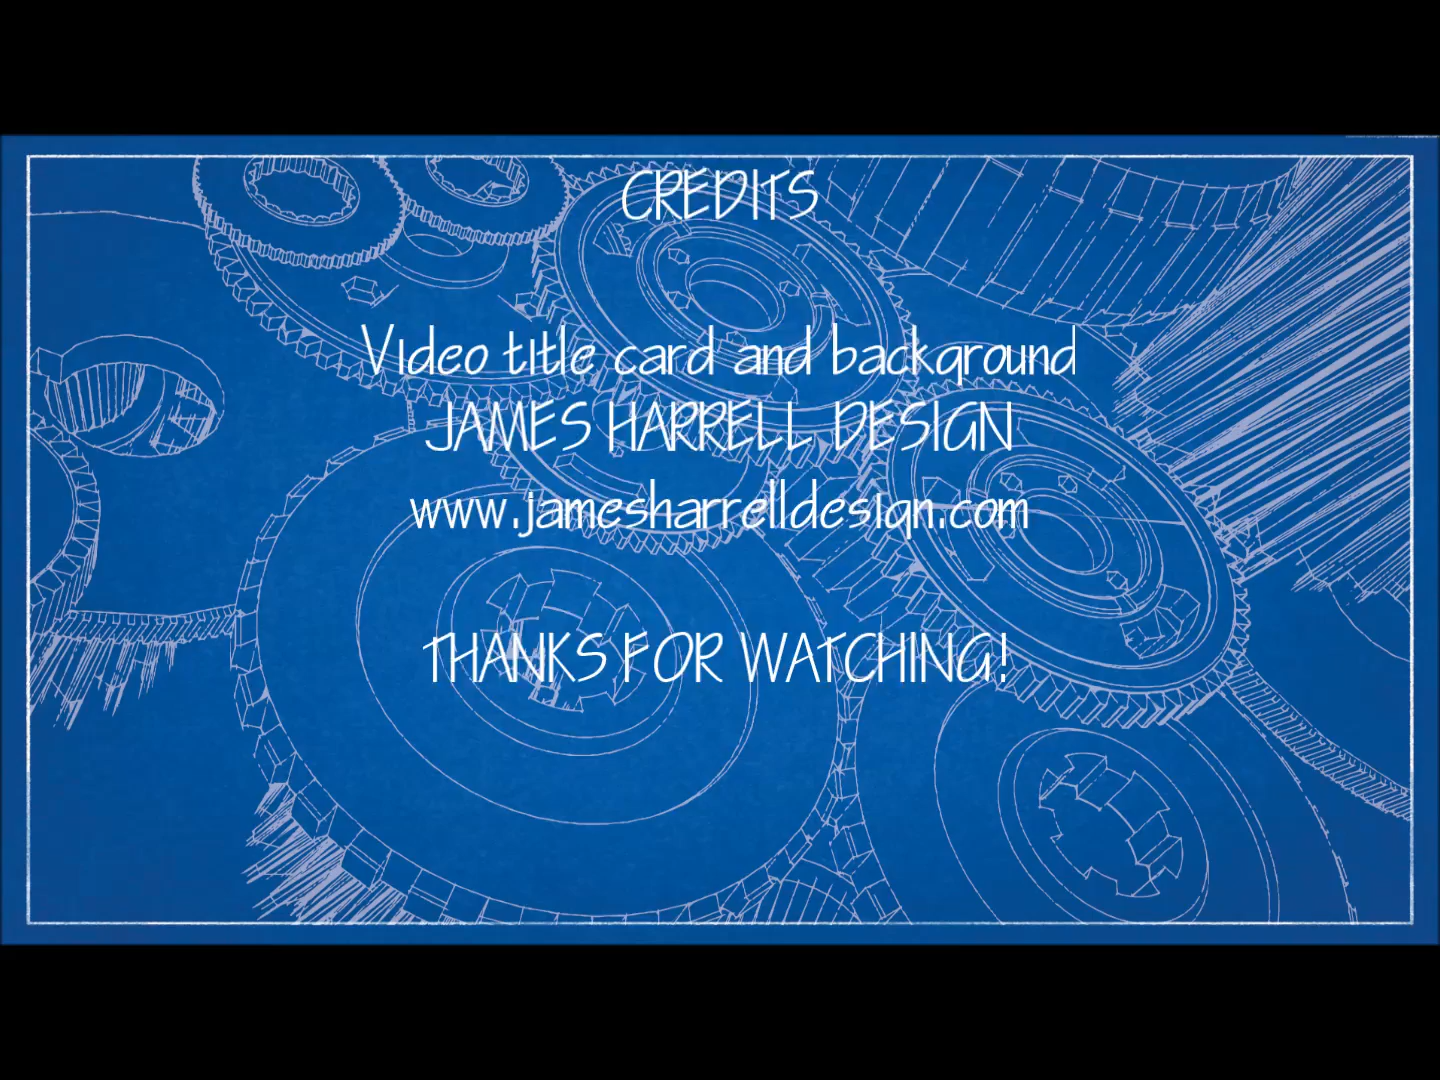 CREDITS
Video title card and background
JAMES HARRELL DESIGN
www.jamesharrelldesign.com
THANKS FOR WATCHING!